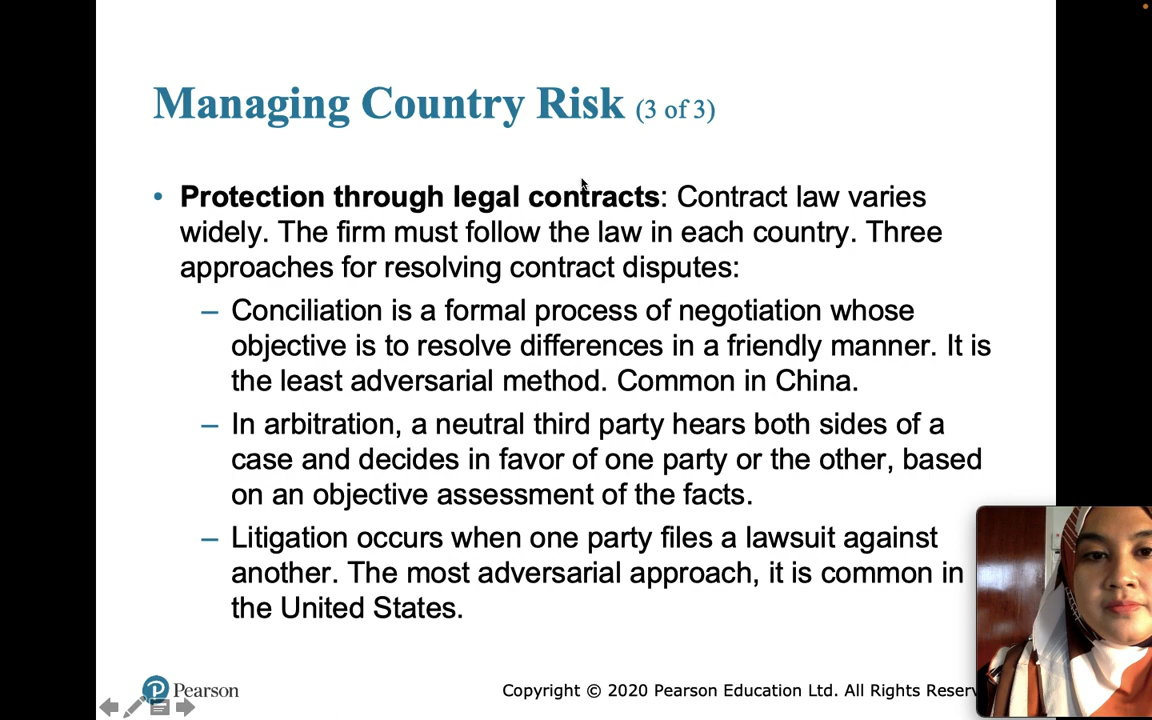 Managing Country Risk (3 of 3)
• Protection through legal contracts: Contract law varies
widely. The firm must follow the law in each country. Three
approaches for resolving contract disputes:
– Conciliation is a formal process of negotiation whose
objective is to resolve differences in a friendly manner. It is
the least adversarial method. Common in China.
– In arbitration, a neutral third party hears both sides of a
case and decides in favor of one party or the other, based
on an objective assessment of the facts.
– Litigation occurs when one party files a lawsuit against
another. The most adversarial approach, it is common in
the United States.
P Pearson
Copyright © 2020 Pearson Education Ltd. All Rights